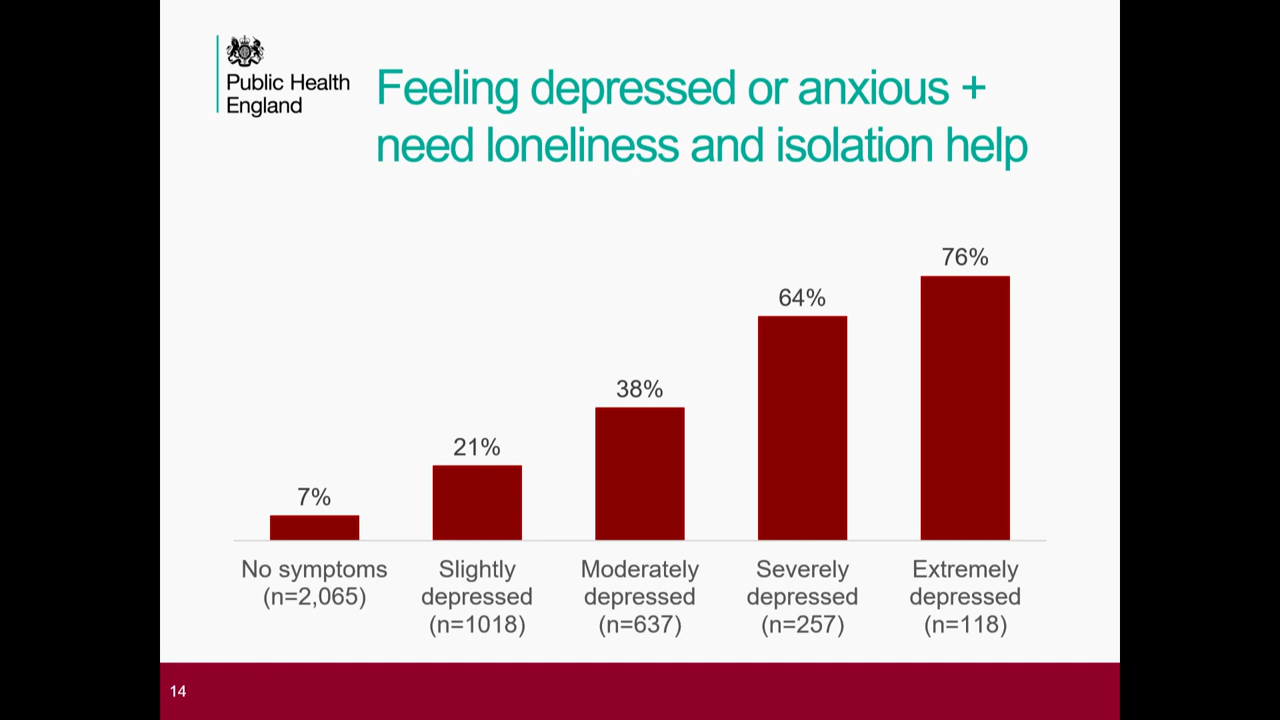 Public Health
England
Feeling depressed or anxious +
need loneliness and isolation help
76%
64%
38%
21%
7%
No symptoms
(n=2,065)
Slightly
depressed
(n=1018)
Moderately
depressed
(n=637)
Severely
depressed
(n=257)
Extremely
depressed
(n=118)
14